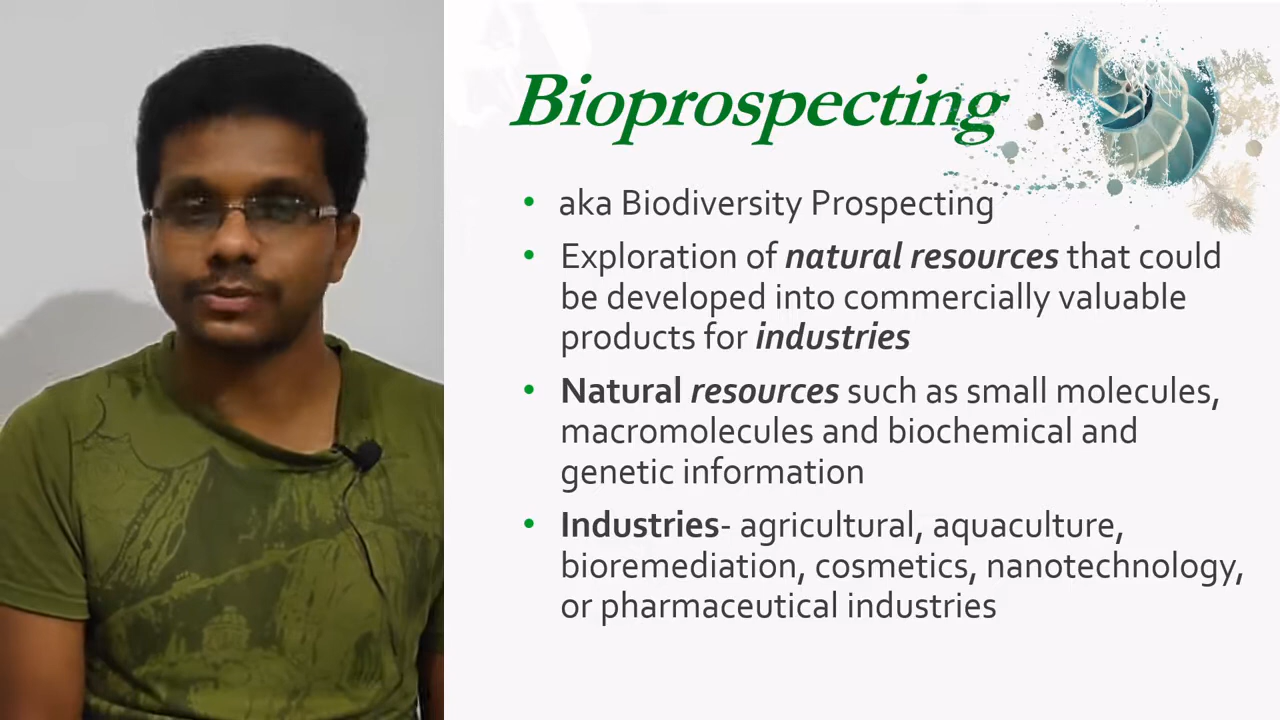 Bioprospecting
• aka Biodiversity Prospecting
• Exploration of natural resources that could
be developed into commercially valuable
products for industries
• Natural resources such as small molecules,
macromolecules and biochemical and
genetic information
• Industries- agricultural, aquaculture,
bioremediation, cosmetics, nanotechnology,
or pharmaceutical industries